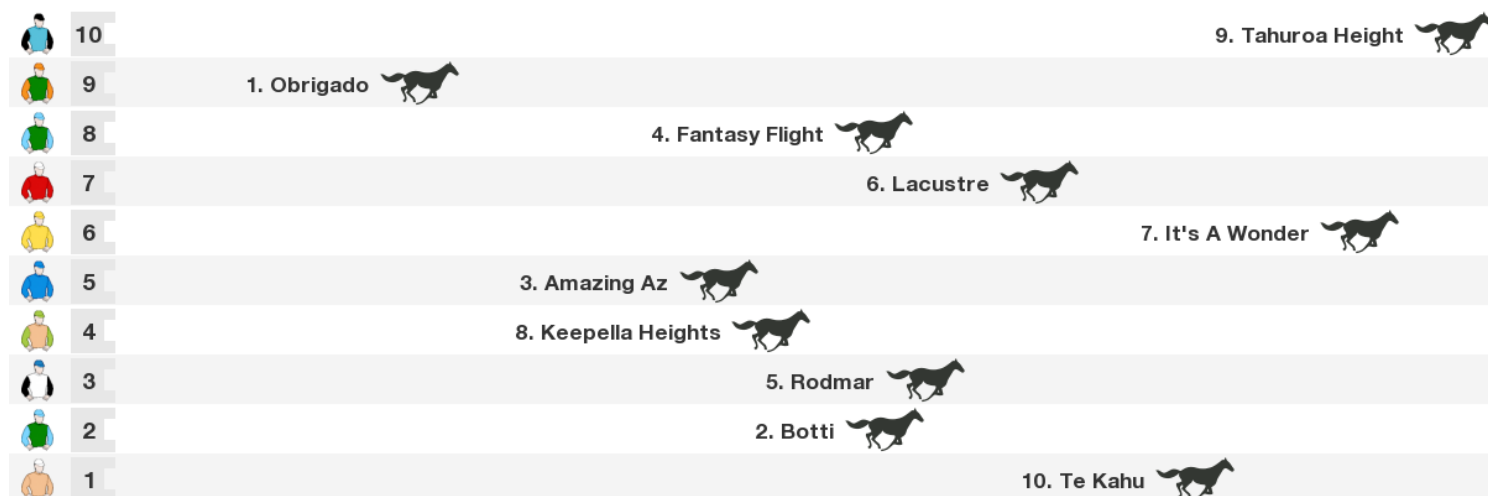 10 9. Tahuroa Height
9 1. Obrigado
8 4. Fantasy Flight
7 6. Lacustre
6 7. It's A Wonder
5 3. Amazing Az
4 8. Keepella Heights
3 5. Rodmar
2 2. Botti
1 10. Te Kahu